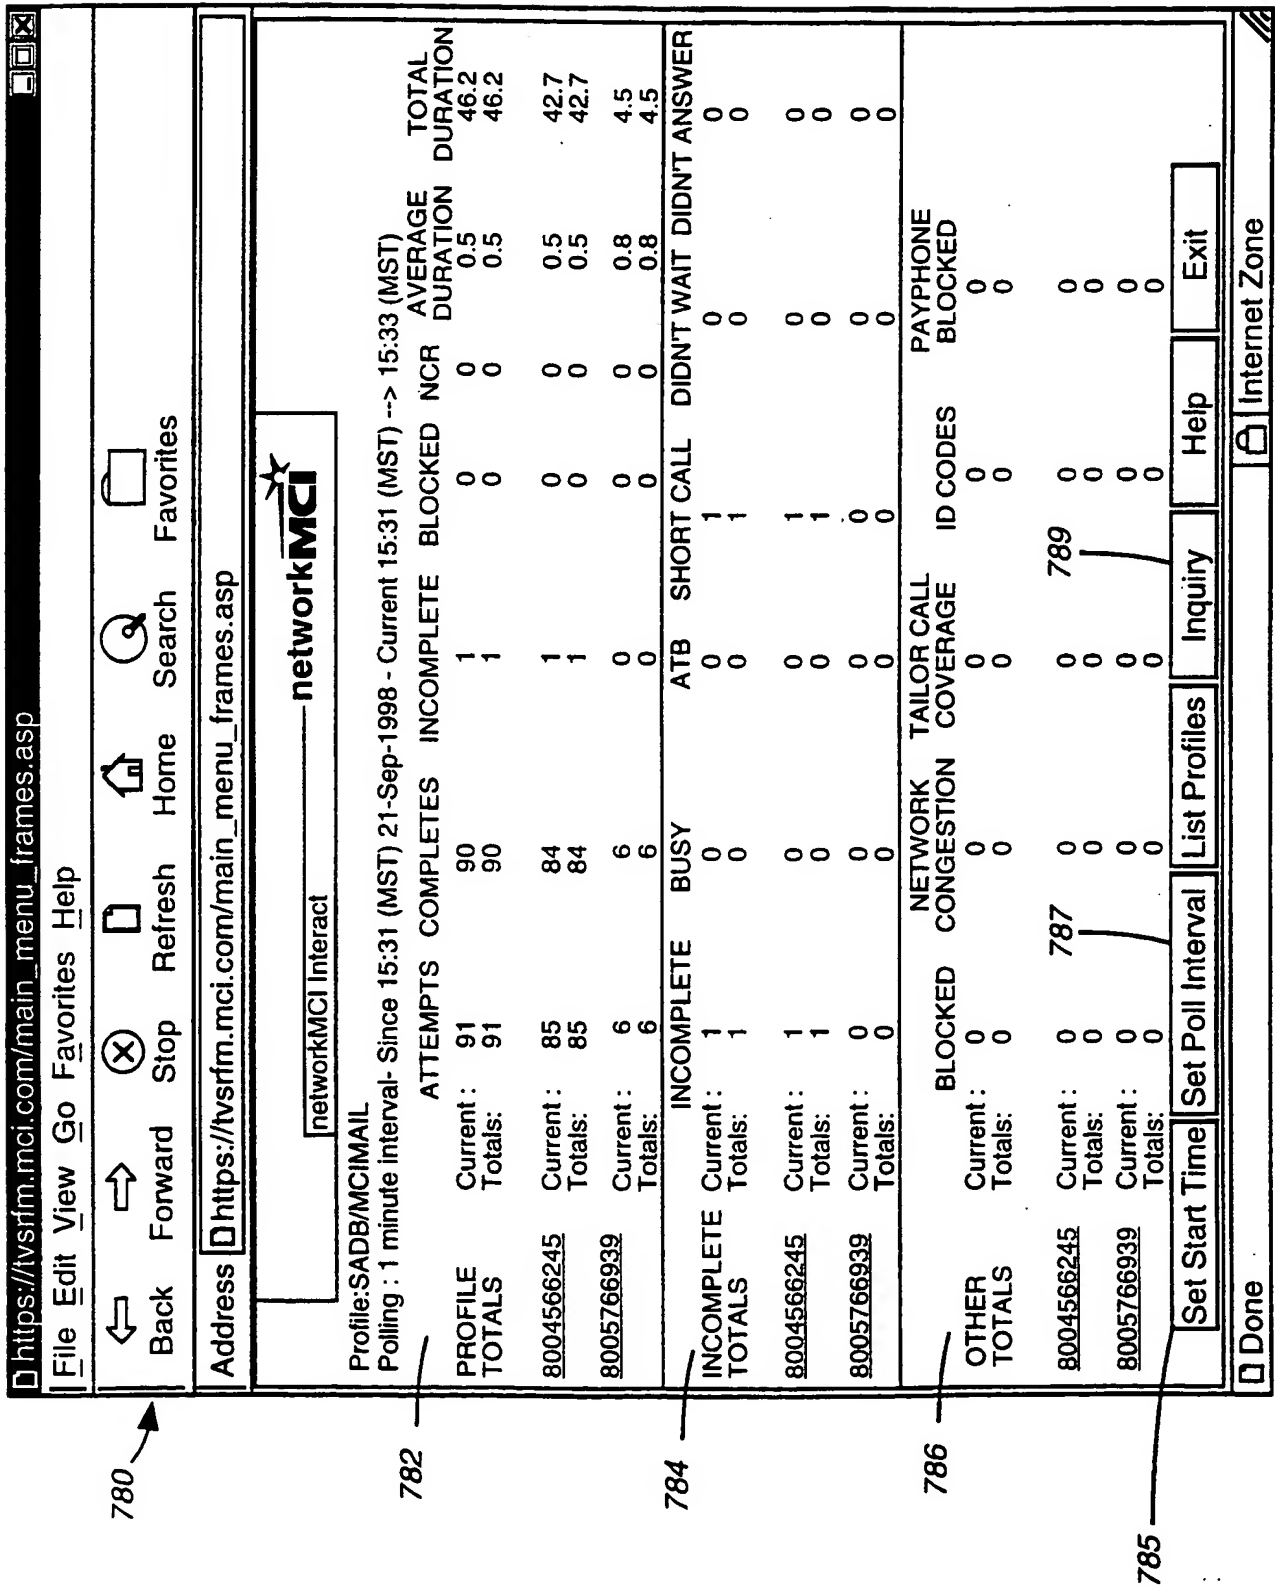 https://tvsrfm.mci.com/main_menu_frames.asp
File Edit View Go Favorites Help
Back Forward Stop Refresh Home Search Favorites
Address https://tvsrfm.mci.com/main_menu_frames.asp
networkMCI Interact
networkMCI
Profile:SADB/MCIMAIL
Polling : 1 minute interval- Since 15:31 (MST) 21-Sep-1998 - Current 15:31 (MST) --> 15:33 (MST)
ATTEMPTS COMPLETES INCOMPLETE BLOCKED NCR AVERAGE DURATION TOTAL DURATION
PROFILE Current : 91 90 1 0 0 0.5 46.2
TOTALS Totals: 91 90 1 0 0 0.5 46.2
8004566245 Current : 85 84 1 0 0 0.5 42.7
Totals: 85 84 1 0 0 0.5 42.7
8005766939 Current : 6 6 0 0 0 0.8 4.5
Totals: 6 6 0 0 0 0.8 4.5
INCOMPLETE BUSY ATB SHORT CALL DIDN'T WAIT DIDN'T ANSWER
INCOMPLETE Current : 1 0 0 1 0 0
TOTALS Totals: 1 0 0 1 0 0
8004566245 Current : 1 0 0 1 0 0
Totals: 1 0 0 1 0 0
8005766939 Current : 0 0 0 0 0 0
Totals: 0 0 0 0 0 0
BLOCKED NETWORK CONGESTION TAILOR CALL COVERAGE ID CODES PAYPHONE BLOCKED
OTHER Current : 0 0 0 0 0
TOTALS Totals: 0 0 0 0 0
8004566245 Current : 0 0 0 0 0
Totals: 0 0 0 0 0
8005766939 Current : 0 0 0 0 0
Totals: 0 0 0 0 0
Set Start Time Set Poll Interval List Profiles Inquiry Help Exit
Done Internet Zone
780
782
784
786
785
787
789